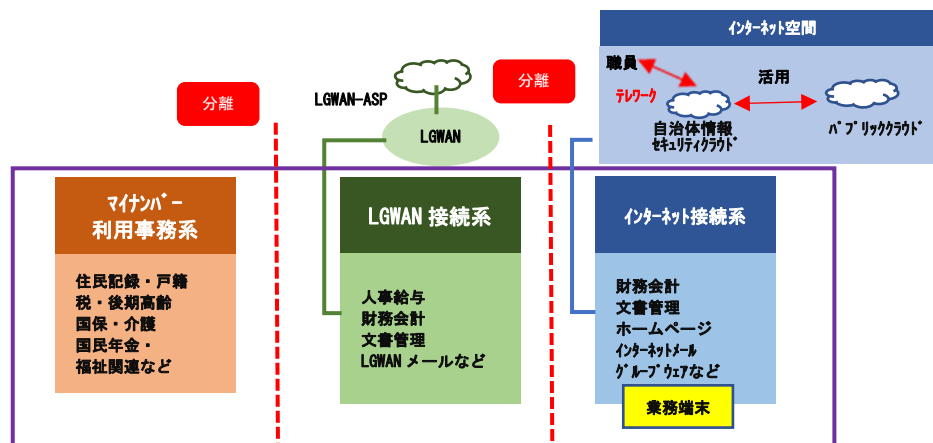 インターネット空間
職員
テレワーク
活用
自治体情報
セキュリティクラウド
パブリッククラウド
分離
分離
LGWAN-ASP
LGWAN
マイナンバー
利用事務系
住民記録・戸籍
税・後期高齢
国保・介護
国民年金・
福祉関連など
LGWAN 接続系
人事給与
財務会計
文書管理
LGWAN メールなど
インターネット接続系
財務会計
文書管理
ホームページ
インターネットメール
グループウェアなど
業務端末